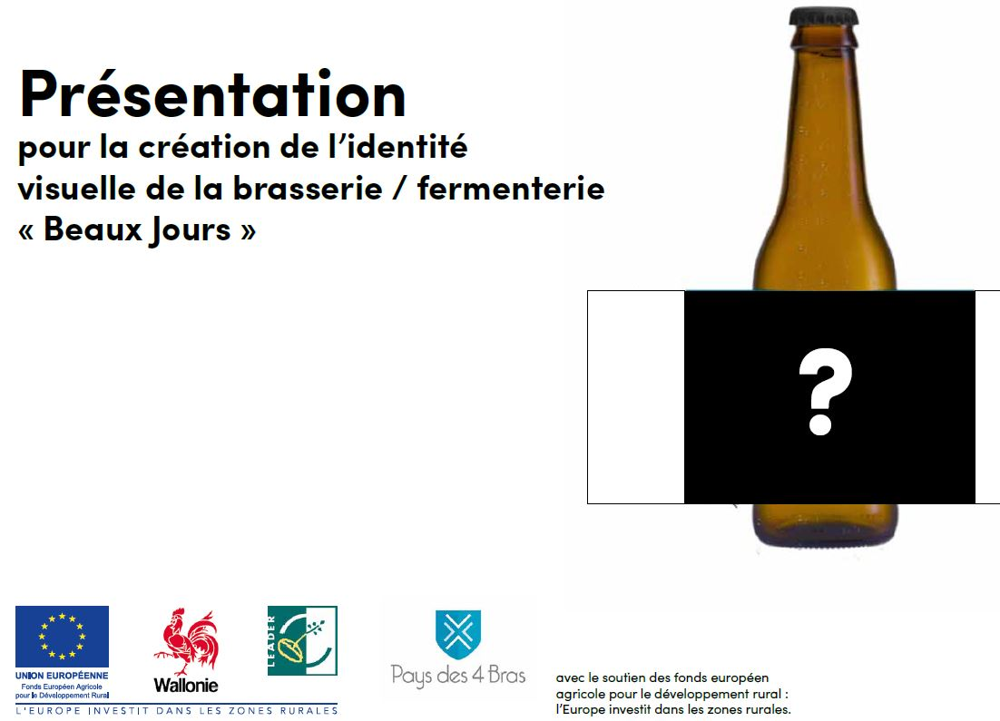 Présentation
pour la création de l’identité
visuelle de la brasserie / fermenterie
« Beaux Jours »
?
UNION EUROPÉENNE
Fonds Européen Agricole
pour le Développement Rural
Wallonie
LEADER
L'EUROPE INVESTIT DANS LES ZONES RURALES
Pays des 4 Bras
avec le soutien des fonds européen
agricole pour le développement rural :
l’Europe investit dans les zones rurales.